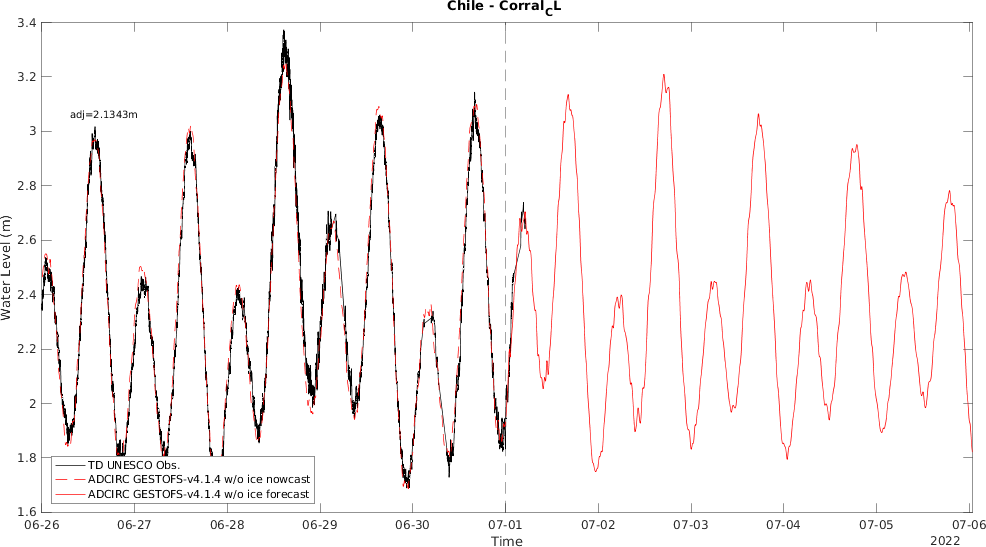 Chile - Corral_CL
3.4
3.2
3
2.8
2.6
2.4
2.2
2
1.8
1.6
Water Level (m)
adj=2.1343m
TD UNESCO Obs.
ADCIRC GESTOFS-v4.1.4 w/o ice nowcast
ADCIRC GESTOFS-v4.1.4 w/o ice forecast
06-26 06-27 06-28 06-29 06-30 07-01 07-02 07-03 07-04 07-05 07-06
Time
2022